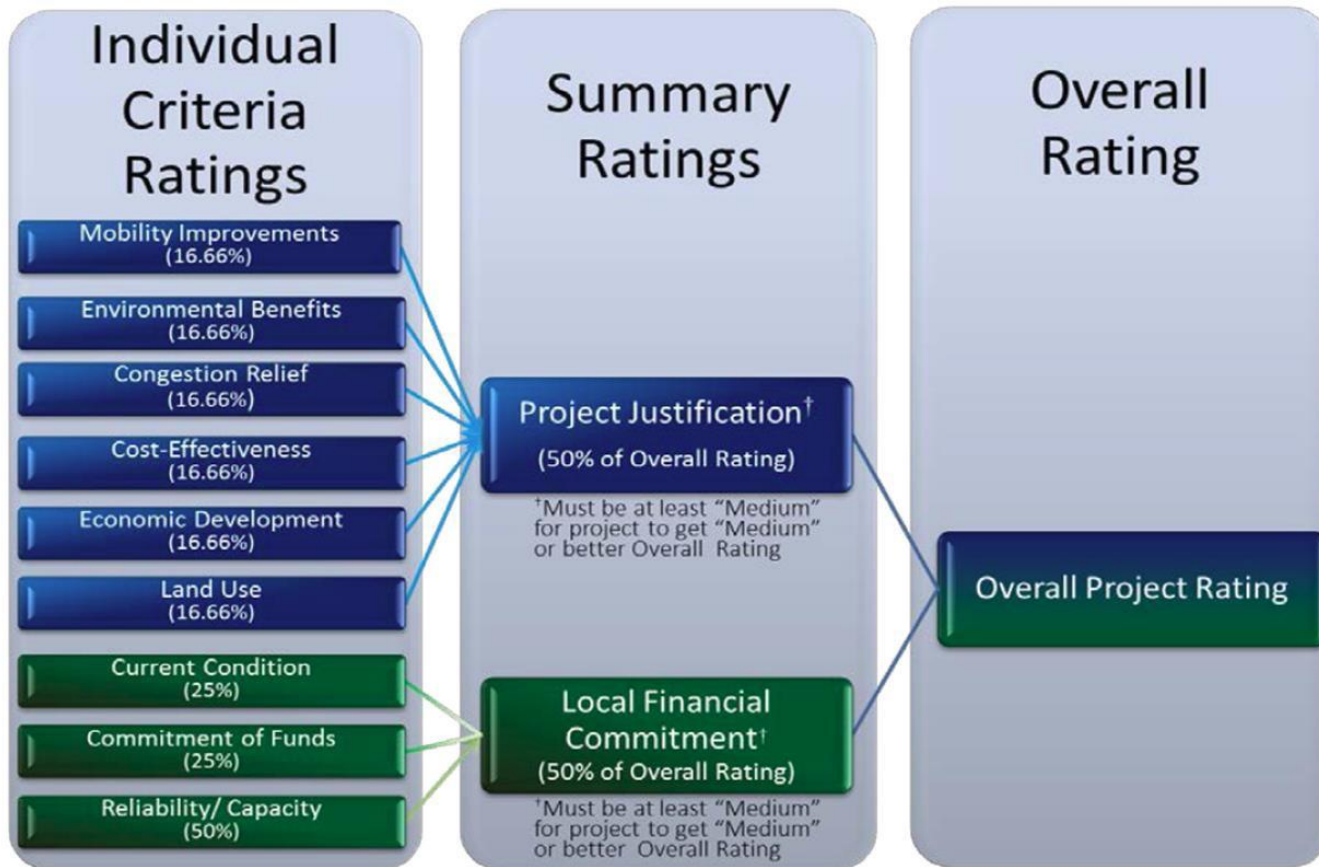 Individual
Criteria
Ratings
Mobility Improvements
(16.66%)
Environmental Benefits
(16.66%)
Congestion Relief
(16.66%)
Cost-Effectiveness
(16.66%)
Economic Development
(16.66%)
Land Use
(16.66%)
Current Condition
(25%)
Commitment of Funds
(25%)
Reliability/ Capacity
(50%)
Summary
Ratings
Project Justification†
(50% of Overall Rating)
†Must be at least “Medium”
for project to get “Medium”
or better Overall Rating
Local Financial
Commitment†
(50% of Overall Rating)
†Must be at least “Medium”
for project to get “Medium”
or better Overall Rating
Overall
Rating
Overall Project Rating